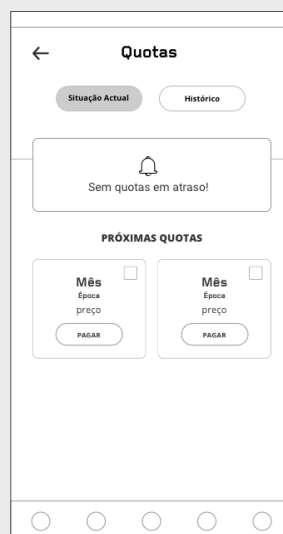 Quotas
Situação Actual
Histórico
Sem quotas em atraso!
PRÓXIMAS QUOTAS
Mês
Época
preço
PAGAR
Mês
Época
preço
PAGAR